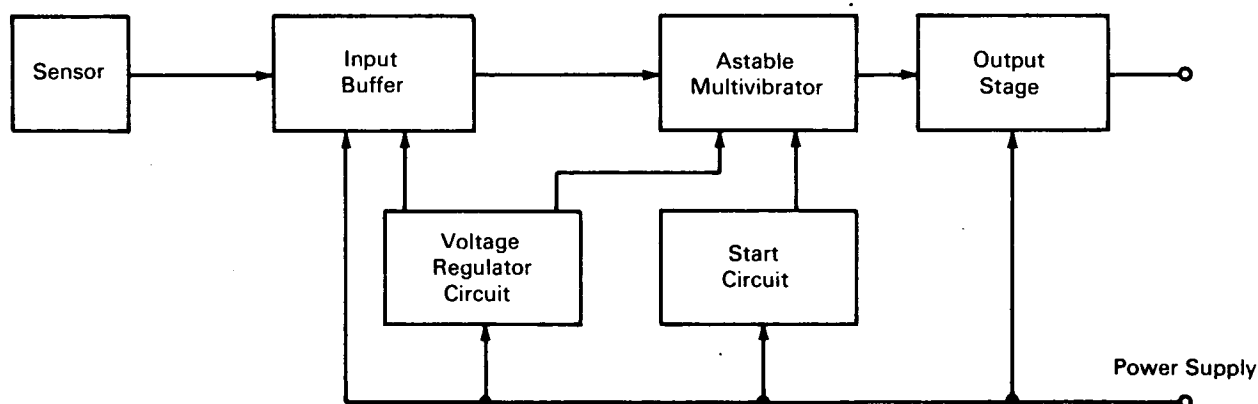 Sensor
Input
Buffer
Astable
Multivibrator
Output
Stage
Voltage
Regulator
Circuit
Start
Circuit
Power Supply